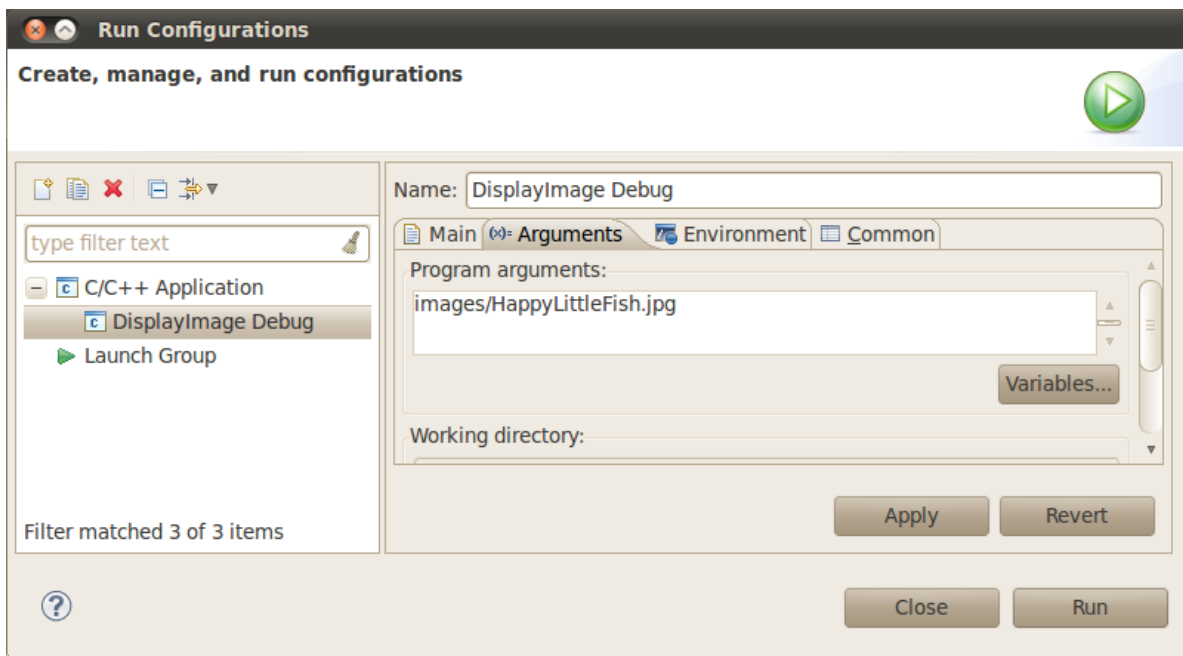 Run Configurations
Create, manage, and run configurations
type filter text
C/C++ Application
DisplayImage Debug
Launch Group
Filter matched 3 of 3 items
Name: DisplayImage Debug
Main (x)= Arguments Environment Common
Program arguments:
images/HappyLittleFish.jpg
Variables...
Working directory:
Apply Revert
? Close Run